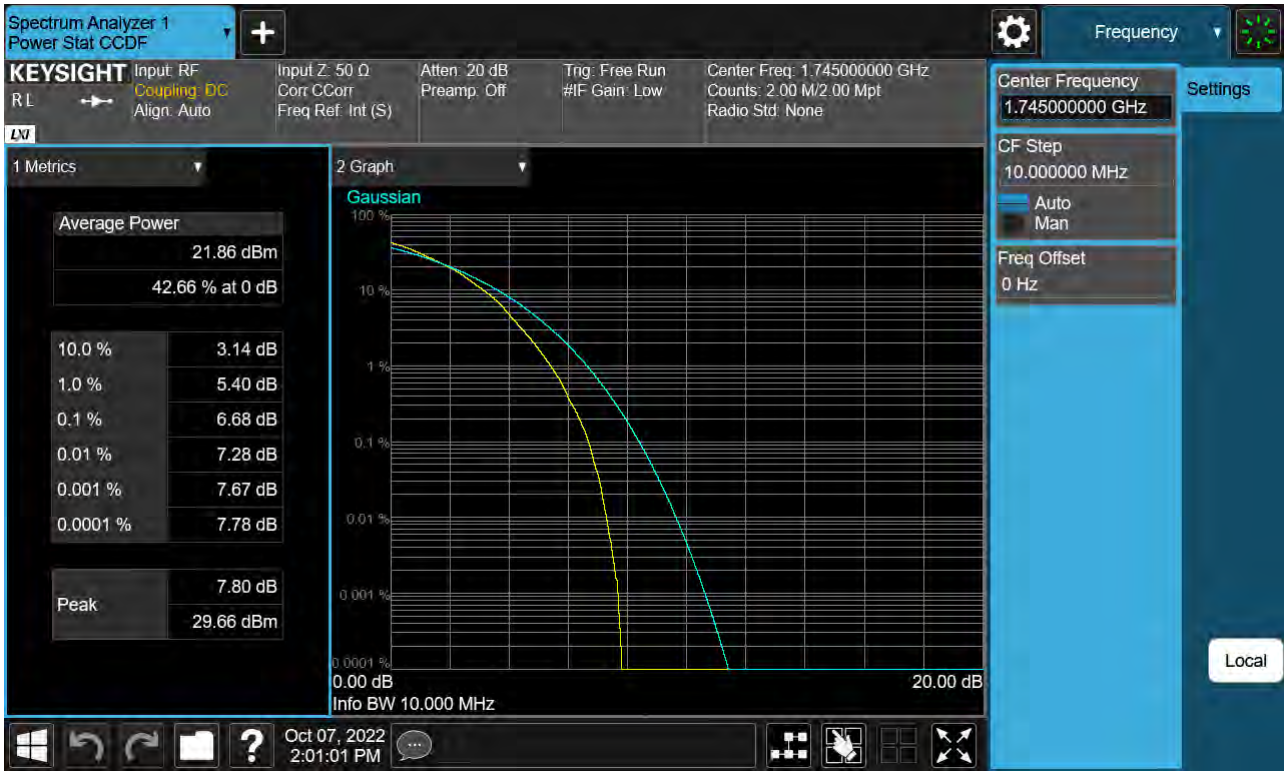 Spectrum Analyzer 1
Power Stat CCDF
+
Frequency
KEYSIGHT
R L
LXI
Input: RF
Coupling: DC
Align: Auto
Input Z: 50 Ω
Corr CCorr
Freq Ref: Int (S)
Atten: 20 dB
Preamp: Off
Trig: Free Run
#IF Gain: Low
Center Freq: 1.745000000 GHz
Counts: 2.00 M/2.00 Mpt
Radio Std: None
Center Frequency
1.745000000 GHz
Settings
CF Step
10.000000 MHz
Auto
Man
Freq Offset
0 Hz
Local
1 Metrics
Average Power
21.86 dBm
42.66 % at 0 dB
10.0 % 3.14 dB
1.0 % 5.40 dB
0.1 % 6.68 dB
0.01 % 7.28 dB
0.001 % 7.67 dB
0.0001 % 7.78 dB
Peak
7.80 dB
29.66 dBm
2 Graph
Gaussian
100 %
10 %
1 %
0.1 %
0.01 %
0.001 %
0.0001 %
0.00 dB 20.00 dB
Info BW 10.000 MHz
?
Oct 07, 2022
2:01:01 PM